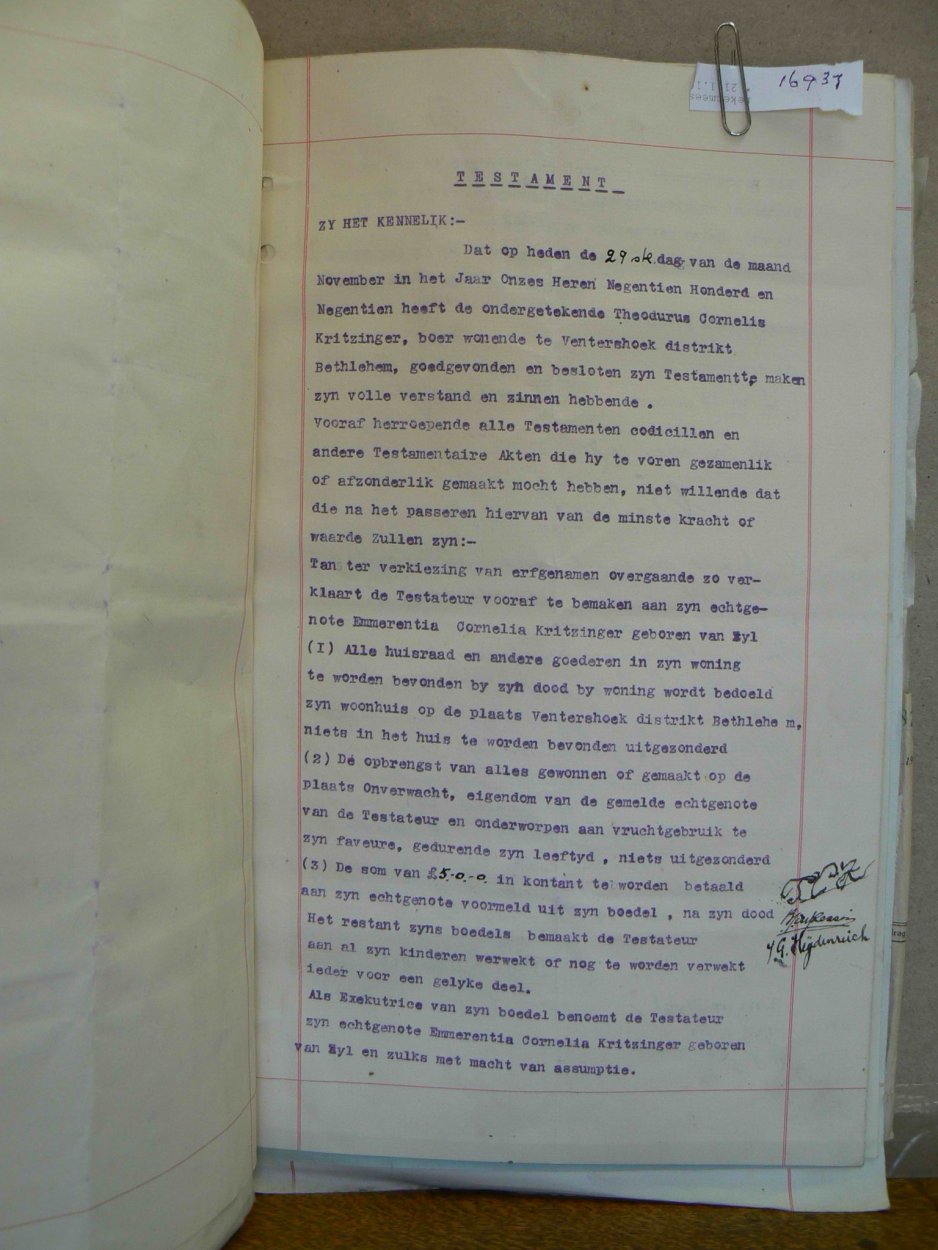 16937
TESTAMENT
ZY HET KENNELIK:-
Dat op heden de 29ste dag van de maand
November in het Jaar Onzes Heren Negentien Honderd en
Negentien heeft de ondergetekende Theodurus Cornelis
Kritzinger, boer wonende te Ventershoek distrikt
Bethlehem, goedgevonden en besloten zyn Testament te maken
zyn volle verstand en zinnen hebbende .
Vooraf herroepende alle Testamenten codicillen en
andere Testamentaire Akten die hy te voren gezamenlik
of afzonderlik gemaakt mocht hebben, niet willende dat
die na het passeren hiervan van de minste kracht of
waarde Zullen zyn:-
Tan ter verkiezing van erfgenamen overgaande zo ver-
klaart de Testateur vooraf te bemaken aan zyn echtge-
note Emmerentia Cornelia Kritzinger geboren van Zyl
(I) Alle huisraad en andere goederen in zyn woning
te worden bevonden by zyn dood by woning wordt bedoeld
zyn woonhuis op de plaats Ventershoek distrikt Bethlehe m,
niets in het huis te worden bevonden uitgezonderd
(2) De opbrengst van alles gewonnen of gemaakt op de
plaats Onverwacht, eigendom van de gemelde echtgenote
van de Testateur en onderworpen aan vruchtgebruik te
zyn faveure, gedurende zyn leeftyd , niets uitgezonderd
(3) De som van £5-0-0 in kontant te worden betaald
aan zyn echtgenote voormeld uit zyn boedel , na zyn dood
Het restant zyns boedels bemaakt de Testateur
aan al zyn kinderen werwekt of nog te worden verwekt
ieder voor een gelyke deel.
Als Exekutrice van zyn boedel benoemt de Testateur
zyn echtgenote Emmerentia Cornelia Kritzinger geboren
van Zyl en zulks met macht van assumptie.
TCK
G. Heijdenreich